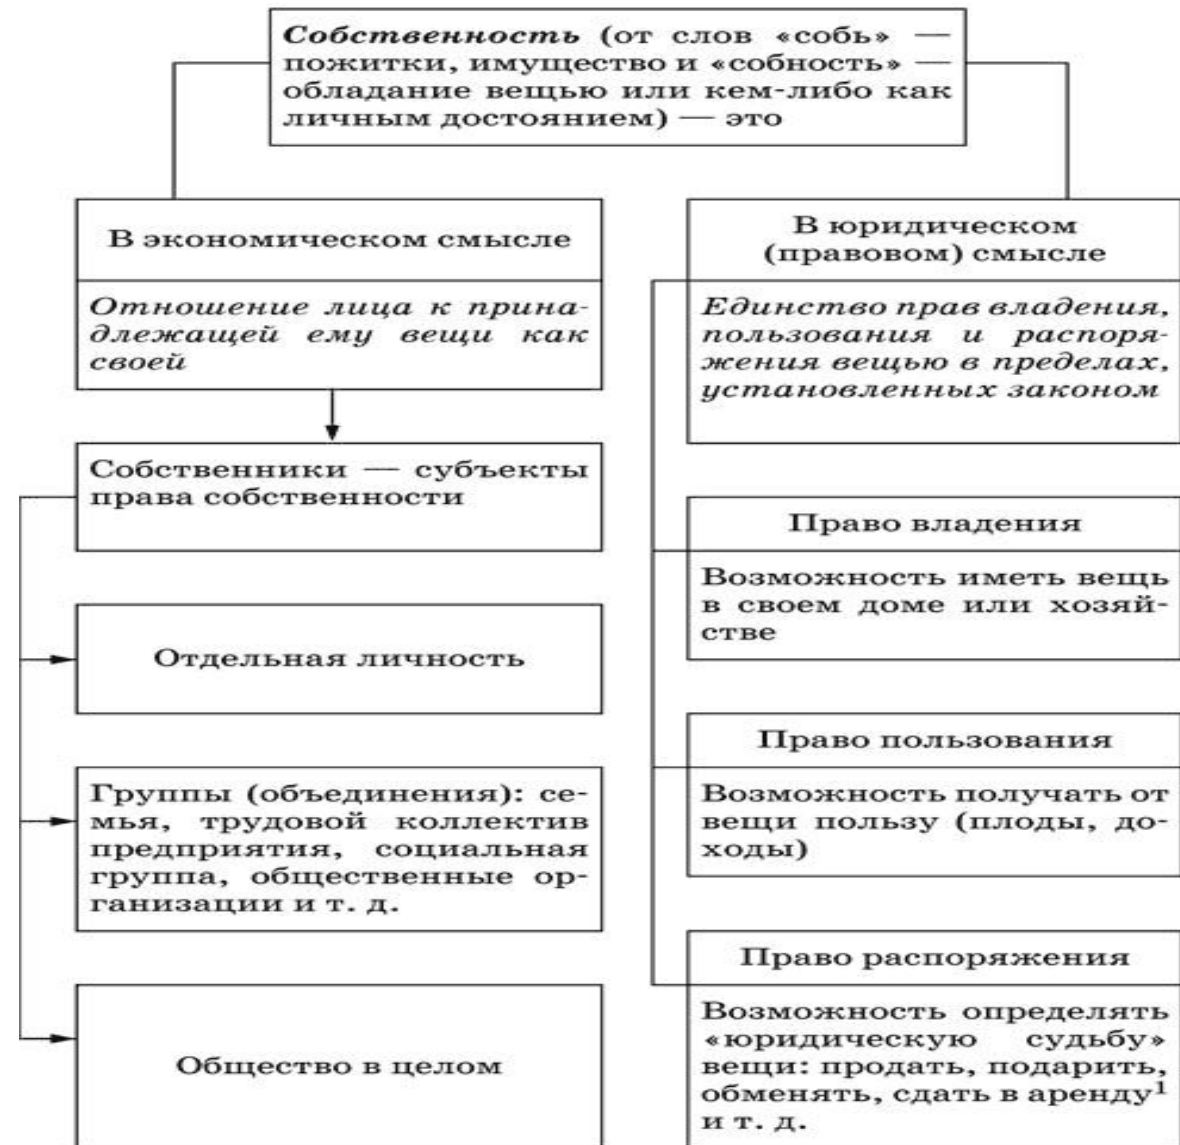 Собственность (от слов «собь» —
пожитки, имущество и «собность» —
обладание вещью или кем-либо как
личным достоянием) — это
В экономическом смысле
Отношение лица к прина-
длежащей ему вещи как
своей
Собственники — субъекты
права собственности
Отдельная личность
Группы (объединения): се-
мья, трудовой коллектив
предприятия, социальная
группа, общественные ор-
ганизации и т. д.
Общество в целом
В юридическом
(правовом) смысле
Единство прав владения,
пользования и распоря-
жения вещью в пределах,
установленных законом
Право владения
Возможность иметь вещь
в своем доме или хозяй-
стве
Право пользования
Возможность получать от
вещи пользу (плоды, до-
ходы)
Право распоряжения
Возможность определять
«юридическую судьбу»
вещи: продать, подарить,
обменять, сдать в аренду¹
и т. д.